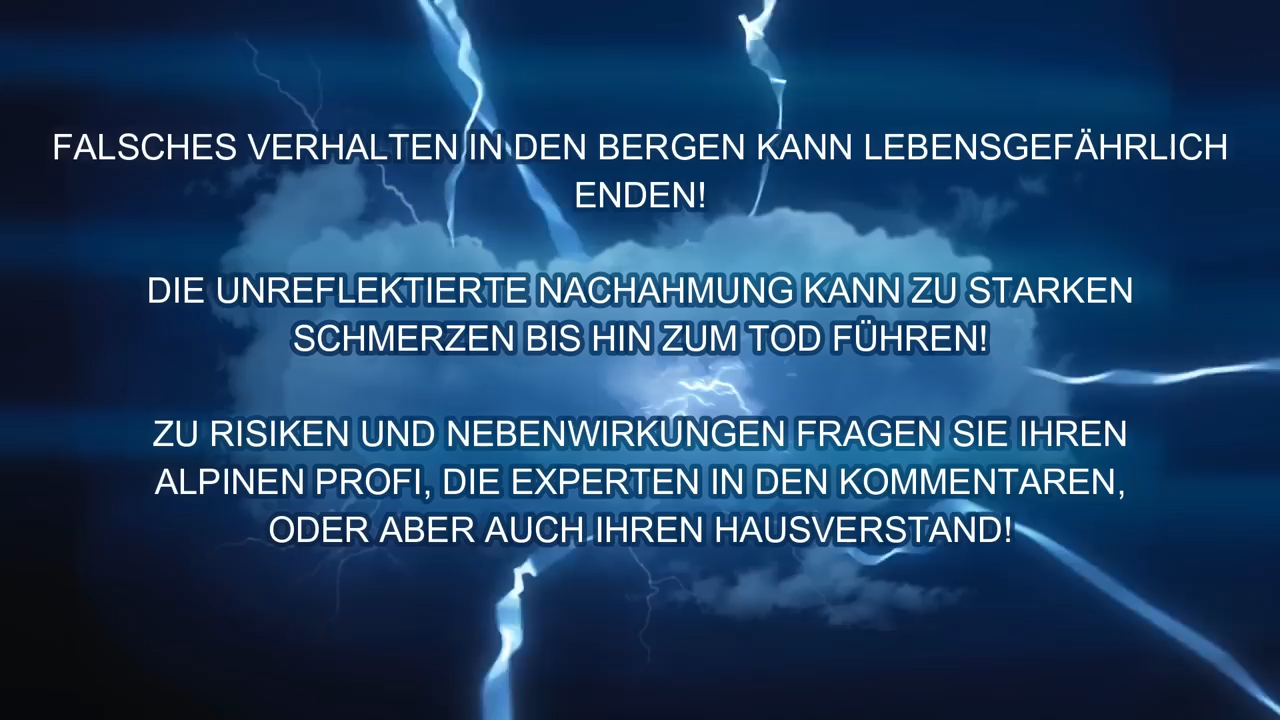 FALSCHES VERHALTEN IN DEN BERGEN KANN LEBENSGEFÄHRLICH
ENDEN!
DIE UNREFLEKTIERTE NACHAHMUNG KANN ZU STARKEN
SCHMERZEN BIS HIN ZUM TOD FÜHREN!
ZU RISIKEN UND NEBENWIRKUNGEN FRAGEN SIE IHREN
ALPINEN PROFI, DIE EXPERTEN IN DEN KOMMENTAREN,
ODER ABER AUCH IHREN HAUSVERSTAND!